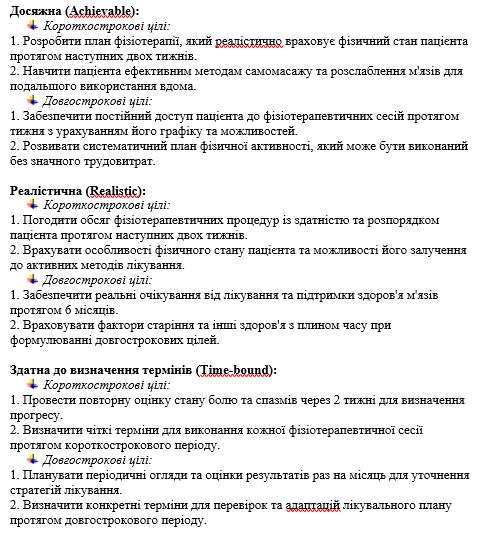 Досяжна (Achievable):
Короткострокові цілі:
1. Розробити план фізіотерапії, який реалістично враховує фізичний стан пацієнта
протягом наступних двох тижнів.
2. Навчити пацієнта ефективним методам самомасажу та розслаблення м'язів для
подальшого використання вдома.
Довгострокові цілі:
1. Забезпечити постійний доступ пацієнта до фізіотерапевтичних сесій протягом
тижня з урахуванням його графіку та можливостей.
2. Розвивати систематичний план фізичної активності, який може бути виконаний
без значного трудовитрат.
Реалістична (Realistic):
Короткострокові цілі:
1. Погодити обсяг фізіотерапевтичних процедур із здатністю та розпорядком
пацієнта протягом наступних двох тижнів.
2. Врахувати особливості фізичного стану пацієнта та можливості його залучення
до активних методів лікування.
Довгострокові цілі:
1. Забезпечити реальні очікування від лікування та підтримки здоров'я м'язів
протягом 6 місяців.
2. Враховувати фактори старіння та інші здоров'я з плином часу при
формулюванні довгострокових цілей.
Здатна до визначення термінів (Time-bound):
Короткострокові цілі:
1. Провести повторну оцінку стану болю та спазмів через 2 тижні для визначення
прогресу.
2. Визначити чіткі терміни для виконання кожної фізіотерапевтичної сесії
протягом короткострокового періоду.
Довгострокові цілі:
1. Планувати періодичні огляди та оцінки результатів раз на місяць для уточнення
стратегій лікування.
2. Визначити конкретні терміни для перевірок та адаптацій лікувального плану
протягом довгострокового періоду.